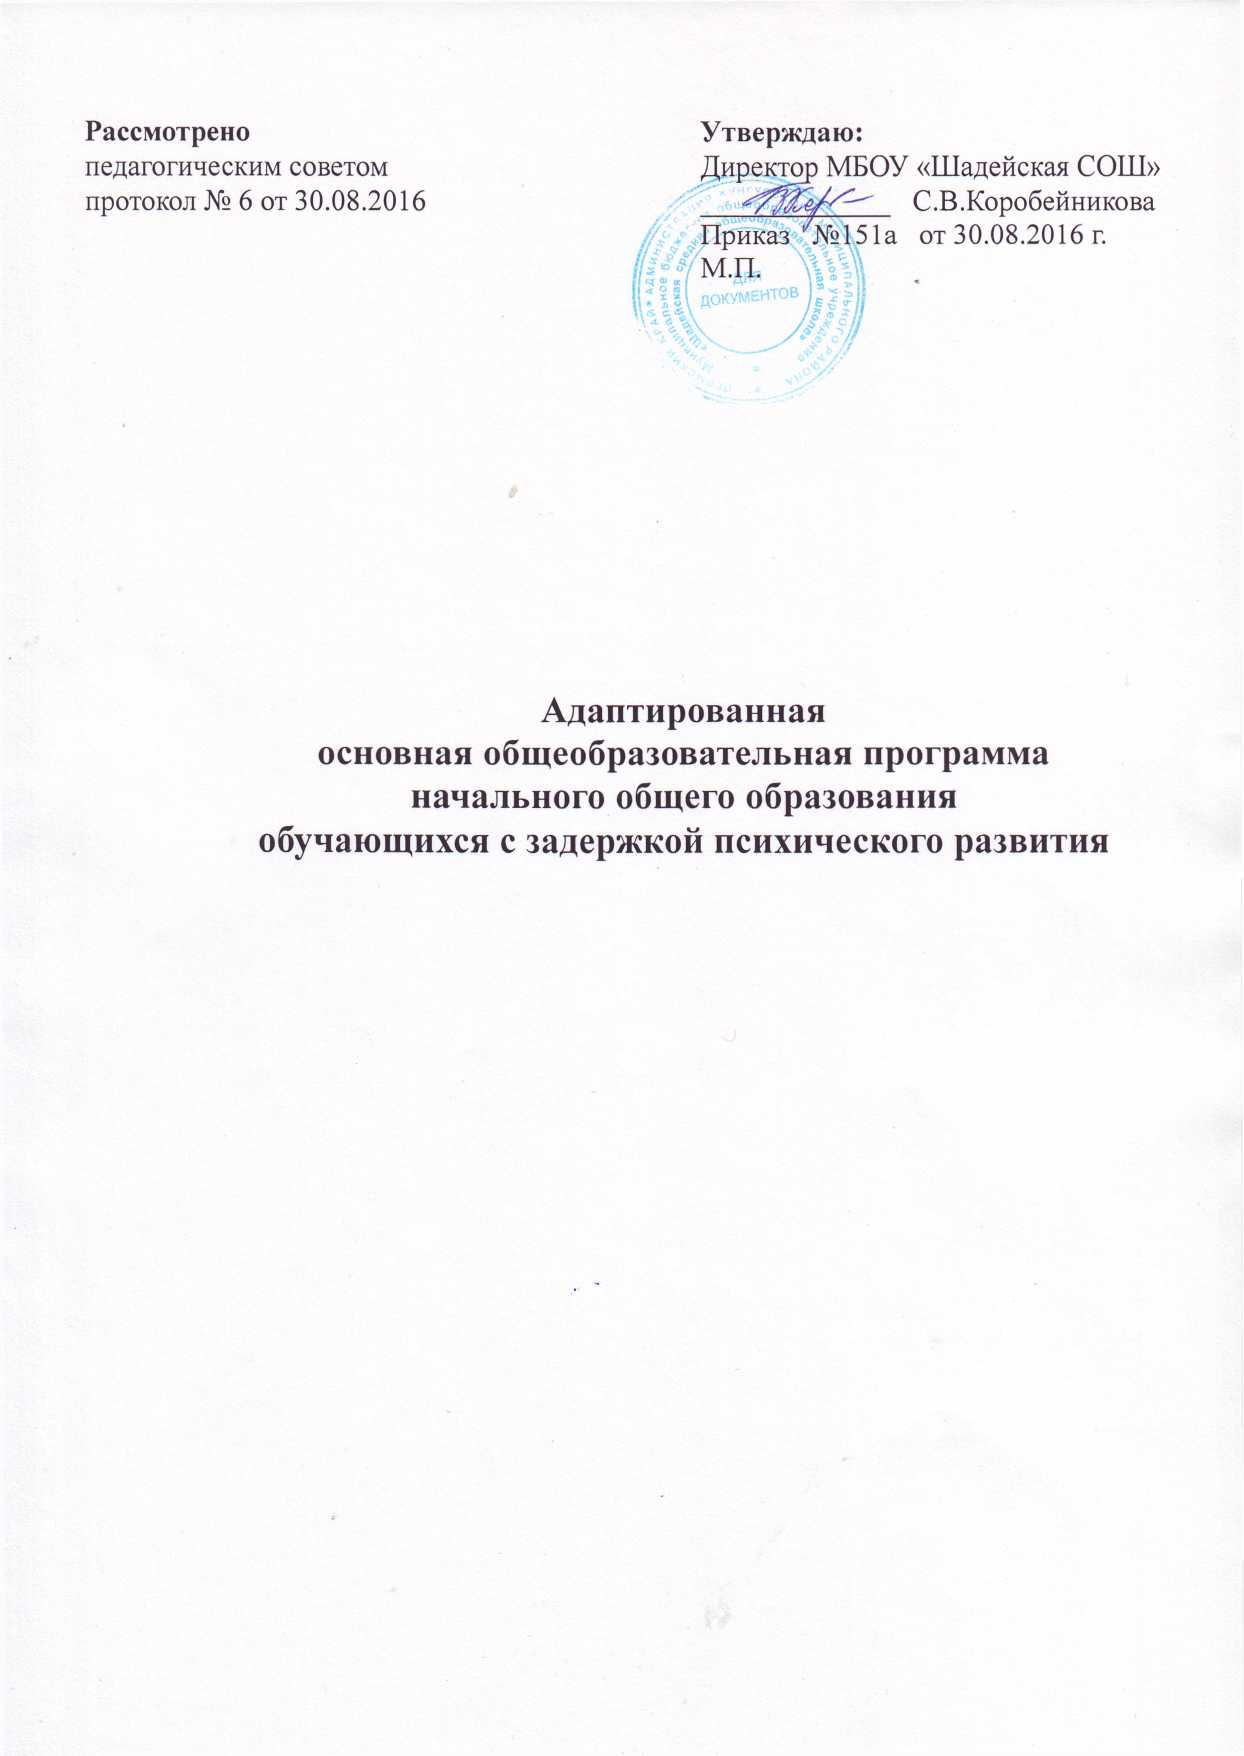 Рассмотрено
педагогическим советом
протокол № 6 от 30.08.2016
Утверждаю:
Директор МБОУ «Шадейская СОШ»
С.В.Коробейникова
Приказ №151а от 30.08.2016 г.
М.П.
ДЛЯ
ДОКУМЕНТОВ
Адаптированная
основная общеобразовательная программа
начального общего образования
обучающихся с задержкой психического развития